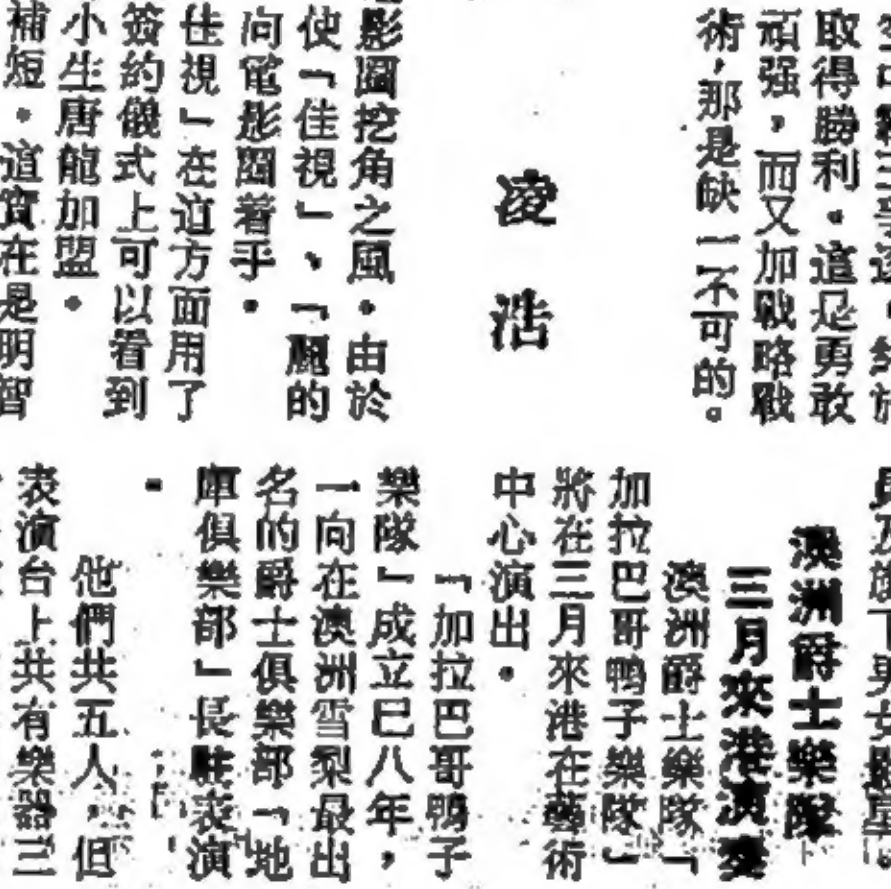 取得勝利。這是勇敢
頑强，而又加戰略戰
術，那是缺一不可的。
凌浩
影圈挖角之風。由於
使「佳視」、「麗的
向電影圈着手。
佳視」在這方面用了
簽約儀式上可以看到
小生唐龍加盟。
補短。這實在是明智
澳洲爵士樂隊
三月來港演奏
澳洲爵士樂隊「
加拉巴哥鴨子樂隊」
將在三月來港在藝術
中心演出。
「加拉巴哥鴨子
樂隊」成立已八年，
一向在澳洲雪梨最出
名的爵士俱樂部「地
庫俱樂部」長駐表演
。
他們共五人，但
表演台上共有樂器三